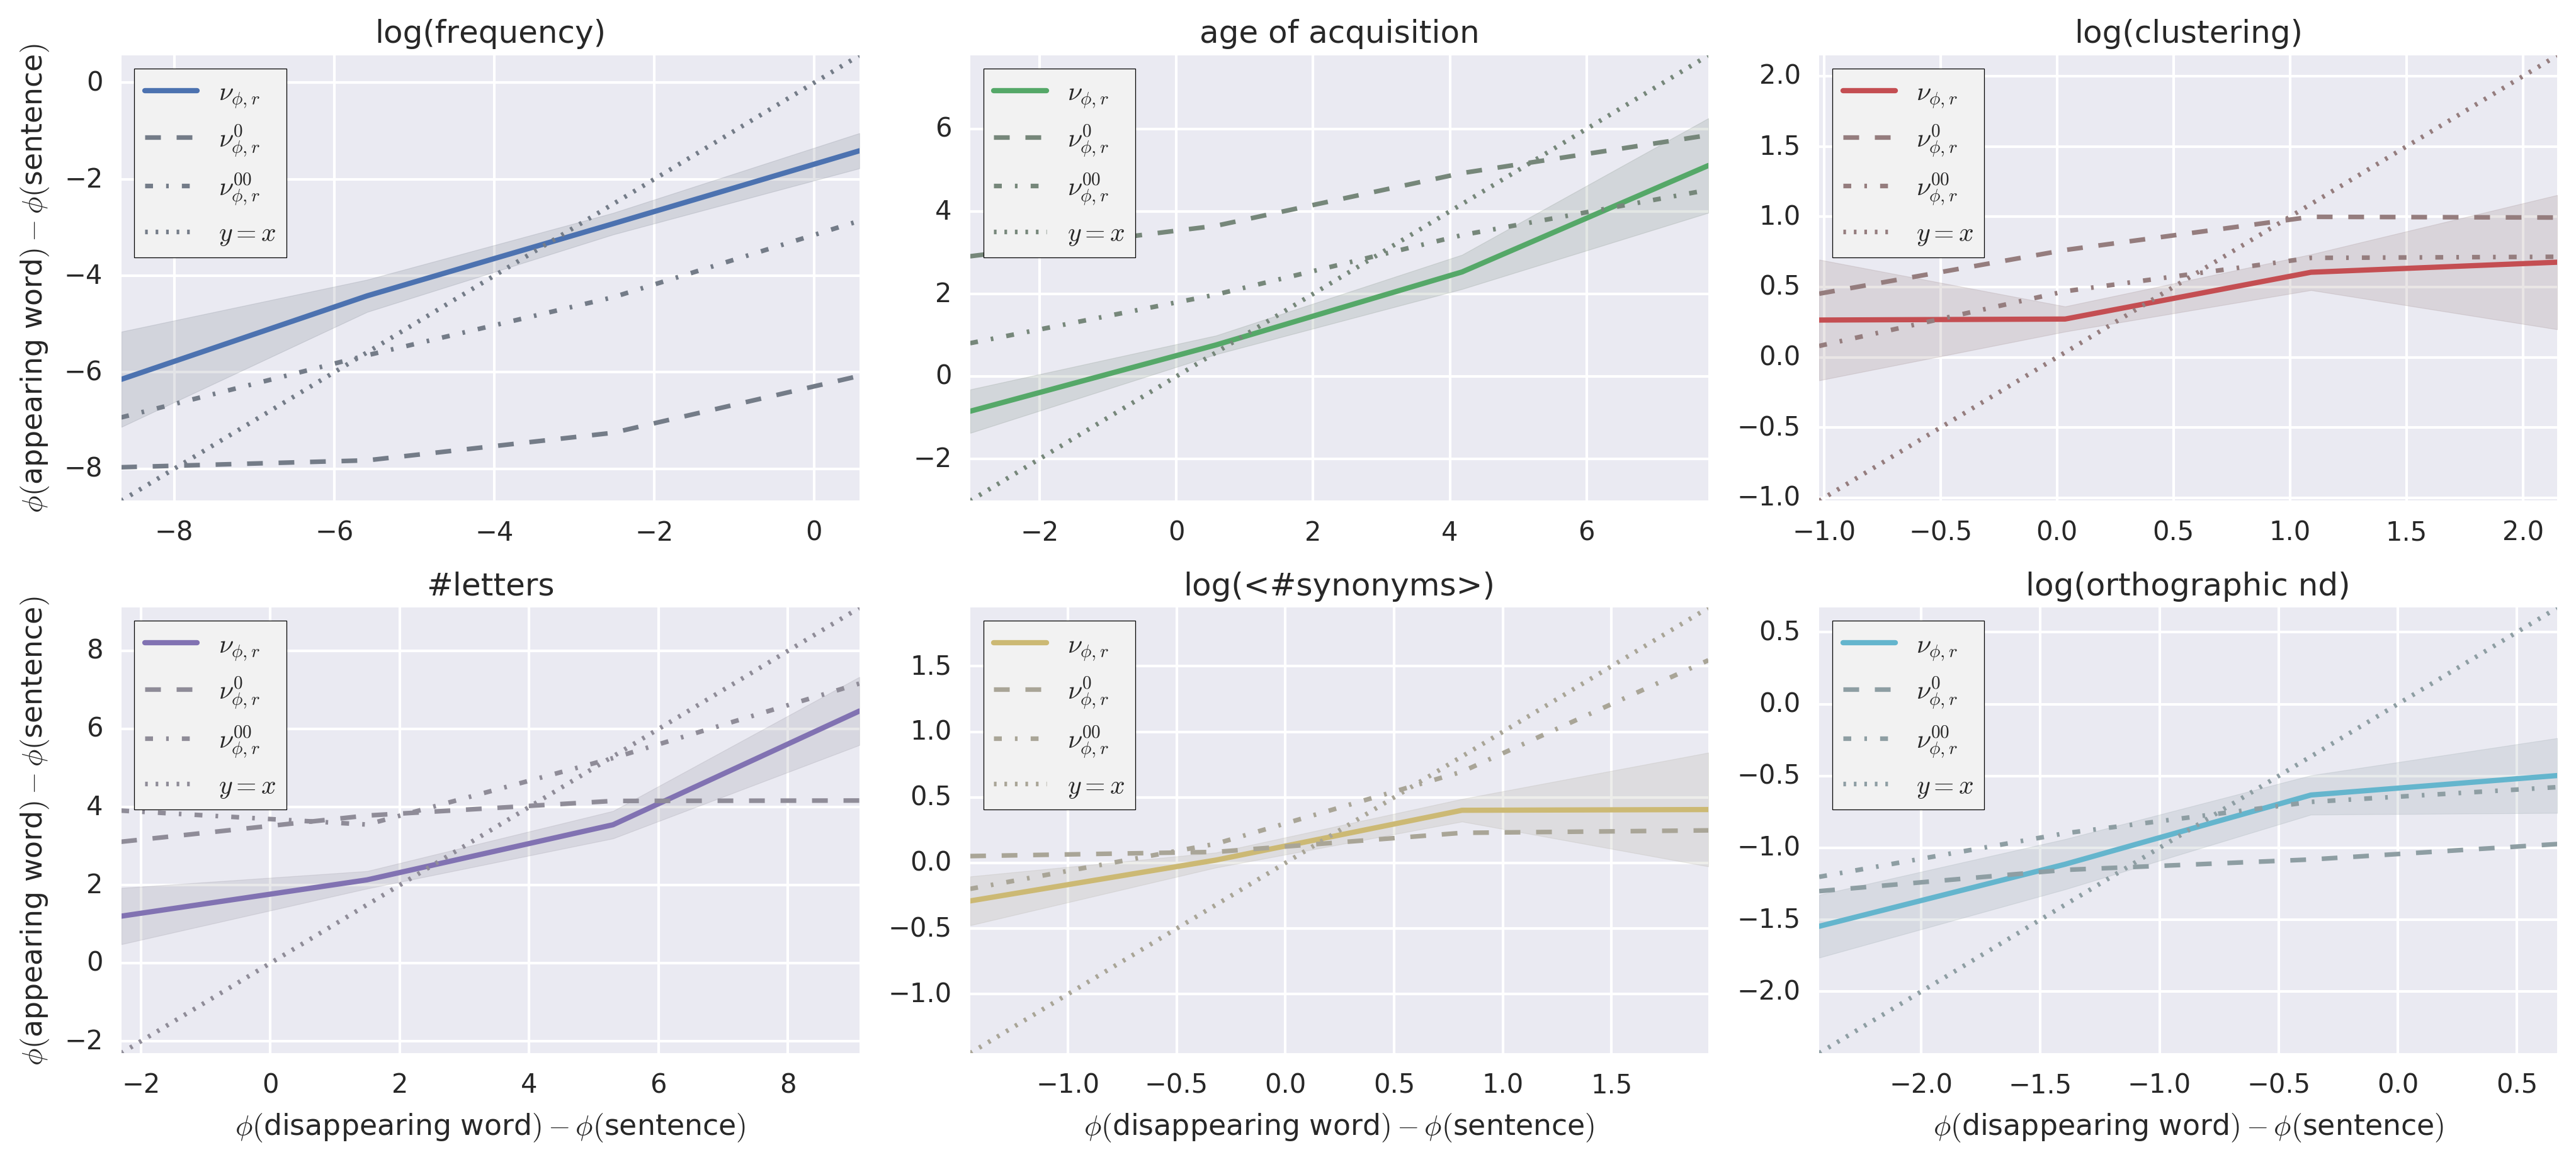 log(frequency)
ϕ(appearing word) − ϕ(sentence)
0
−2
−4
−6
−8
ν_{ϕ,r}
ν^0_{ϕ,r}
ν^{00}_{ϕ,r}
y = x
−8 −6 −4 −2 0
age of acquisition
6
4
2
0
−2
ν_{ϕ,r}
ν^0_{ϕ,r}
ν^{00}_{ϕ,r}
y = x
−2 0 2 4 6
log(clustering)
2.0
1.5
1.0
0.5
0.0
−0.5
−1.0
ν_{ϕ,r}
ν^0_{ϕ,r}
ν^{00}_{ϕ,r}
y = x
−1.0 −0.5 0.0 0.5 1.0 1.5 2.0
#letters
ϕ(appearing word) − ϕ(sentence)
8
6
4
2
0
−2
ν_{ϕ,r}
ν^0_{ϕ,r}
ν^{00}_{ϕ,r}
y = x
−2 0 2 4 6 8
ϕ(disappearing word) − ϕ(sentence)
log(<#synonyms>)
1.5
1.0
0.5
0.0
−0.5
−1.0
ν_{ϕ,r}
ν^0_{ϕ,r}
ν^{00}_{ϕ,r}
y = x
−1.0 −0.5 0.0 0.5 1.0 1.5
ϕ(disappearing word) − ϕ(sentence)
log(orthographic nd)
0.5
0.0
−0.5
−1.0
−1.5
−2.0
ν_{ϕ,r}
ν^0_{ϕ,r}
ν^{00}_{ϕ,r}
y = x
−2.0 −1.5 −1.0 −0.5 0.0 0.5
ϕ(disappearing word) − ϕ(sentence)